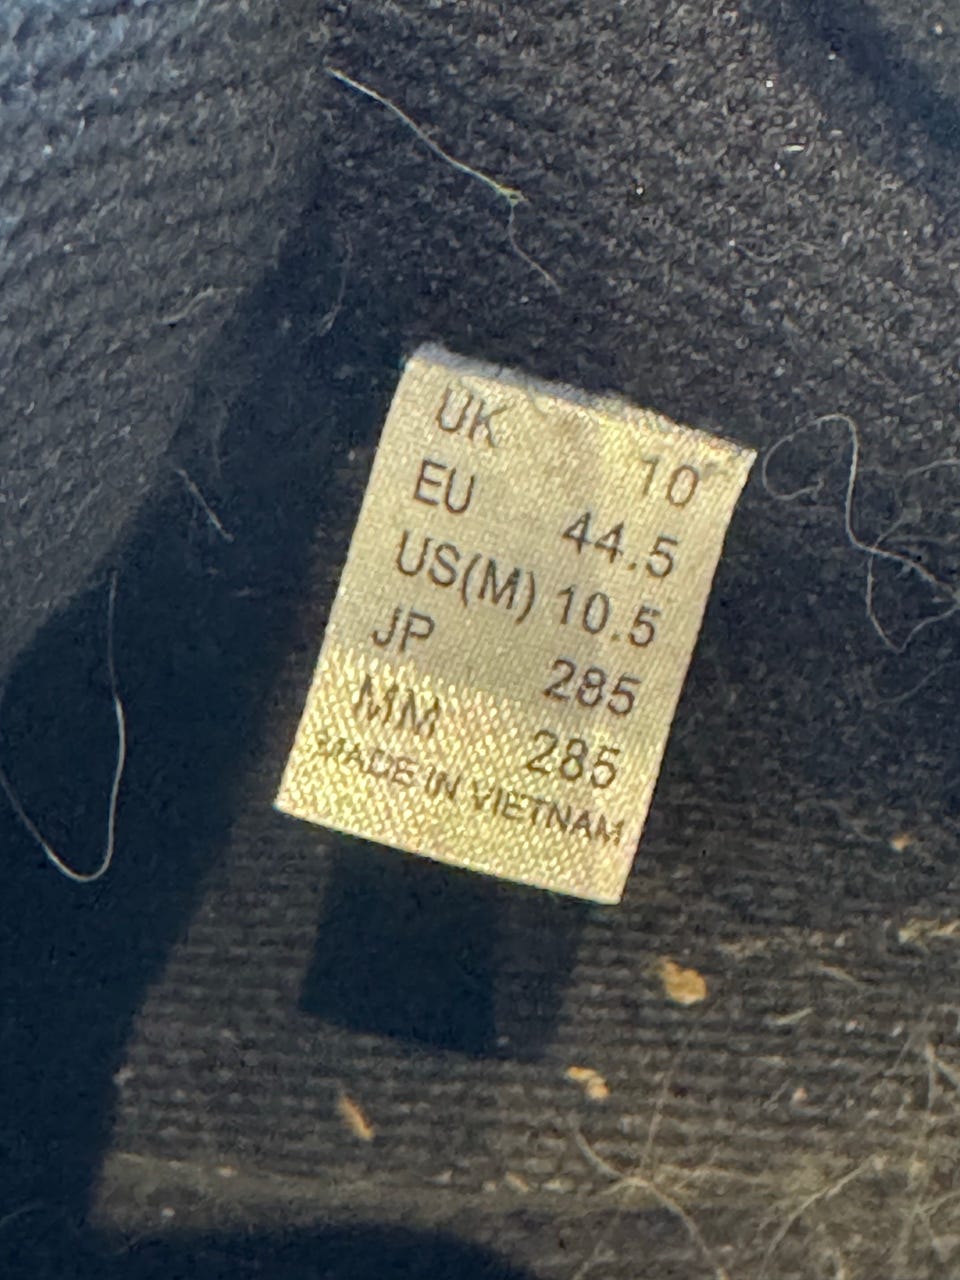 UK 10
EU 44.5
US(M) 10.5
JP 285
MM 285
MADE IN VIETNAM